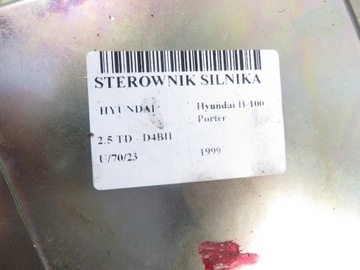 STEROWNIK SILNIKA
HYUNDAI Hyundai H-100
Porter
2.5 TD - D4BH
U/70/23 1999